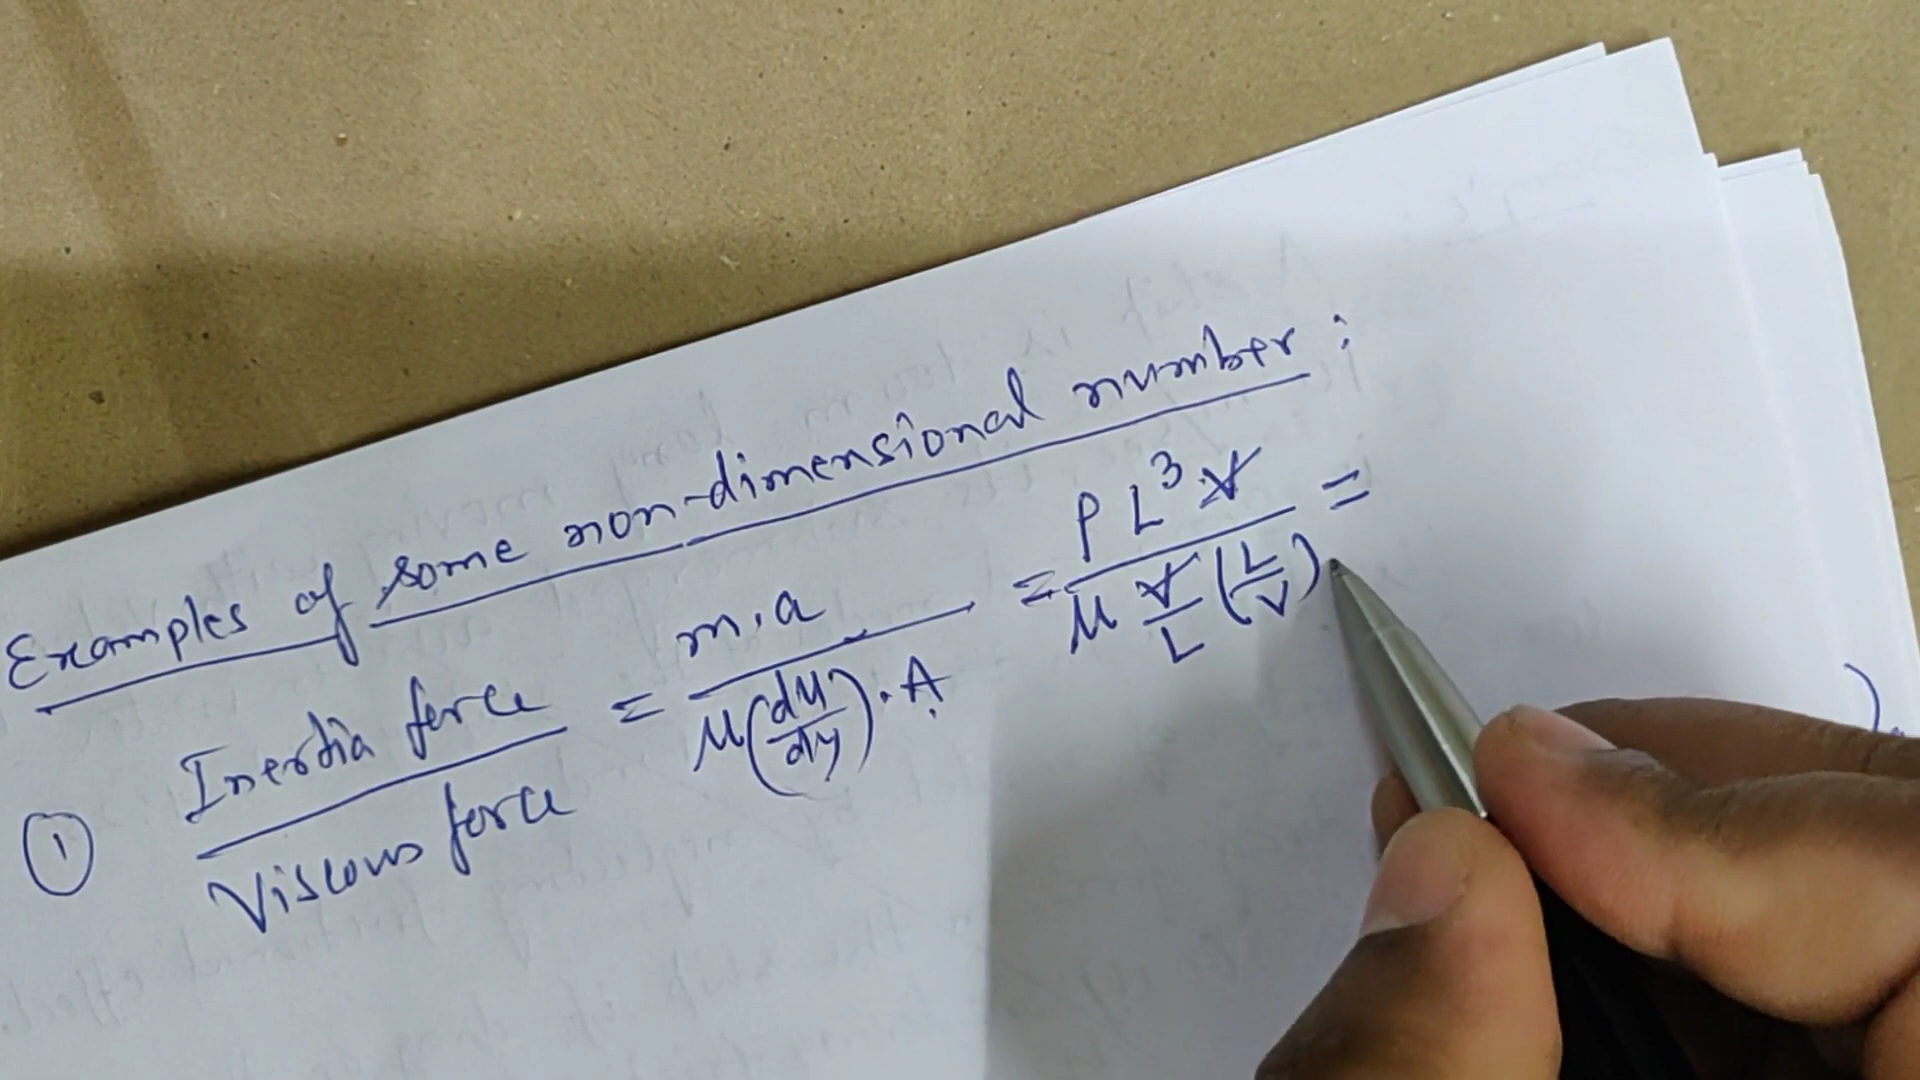 Examples of some non-dimensional number :
① Inertia force / Viscous force = m.a / μ(du/dy).A = ρ L³ V / μ V/L (L/V) =